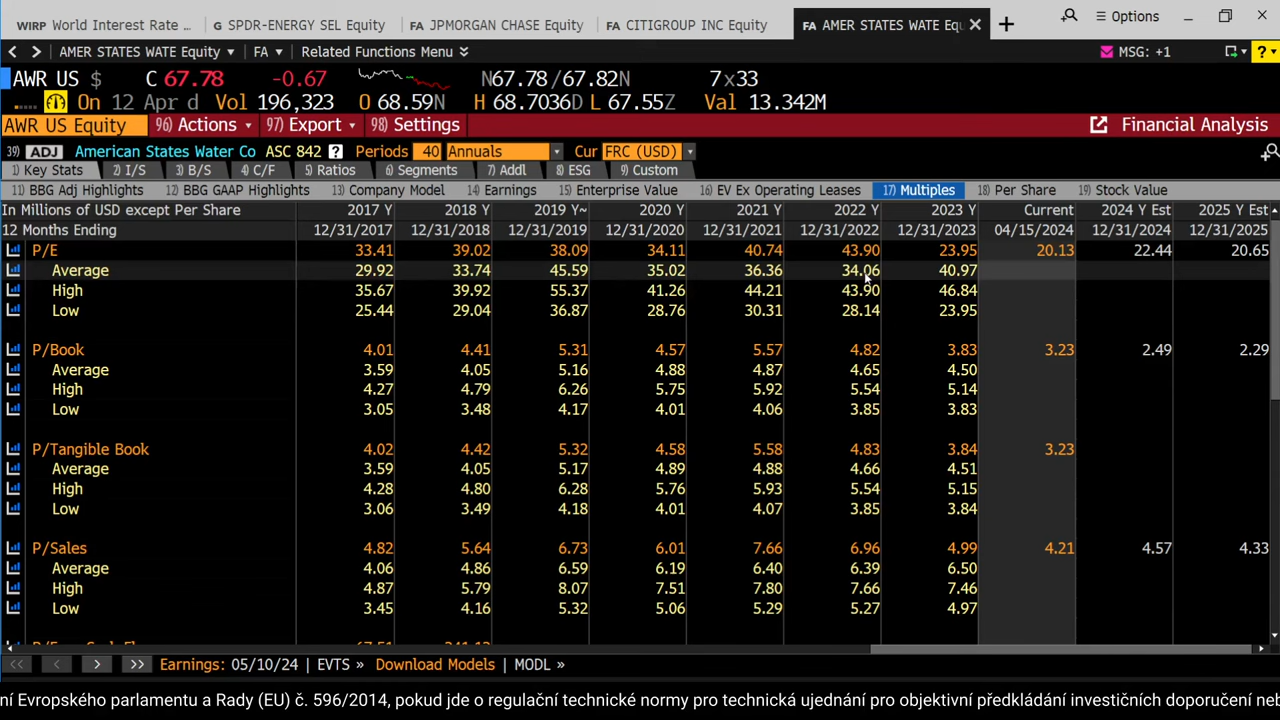 WIRP World Interest Rate ... G SPDR-ENERGY SEL Equity FA JPMORGAN CHASE Equity FA CITIGROUP INC Equity FA AMER STATES WATE Equ Options
AMER STATES WATE Equity FA Related Functions Menu MSG: +1 ?
AWR US $ C 67.78 -0.67 N67.78/67.82N 7x33
On 12 Apr d Vol 196,323 O 68.59N H 68.7036D L 67.55Z Val 13.342M
AWR US Equity 96) Actions 97) Export 98) Settings Financial Analysis
39) ADJ American States Water Co ASC 842 ? Periods 40 Annuals Cur FRC (USD)
1) Key Stats 2) I/S 3) B/S 4) C/F 5) Ratios 6) Segments 7) Addl 8) ESG 9) Custom
11) BBG Adj Highlights 12) BBG GAAP Highlights 13) Company Model 14) Earnings 15) Enterprise Value 16) EV Ex Operating Leases 17) Multiples 18) Per Share 19) Stock Value
In Millions of USD except Per Share 2017 Y 2018 Y 2019 Y~ 2020 Y 2021 Y 2022 Y 2023 Y Current 2024 Y Est 2025 Y Est
12 Months Ending 12/31/2017 12/31/2018 12/31/2019 12/31/2020 12/31/2021 12/31/2022 12/31/2023 04/15/2024 12/31/2024 12/31/2025
P/E 33.41 39.02 38.09 34.11 40.74 43.90 23.95 20.13 22.44 20.65
Average 29.92 33.74 45.59 35.02 36.36 34.06 40.97
High 35.67 39.92 55.37 41.26 44.21 43.90 46.84
Low 25.44 29.04 36.87 28.76 30.31 28.14 23.95
P/Book 4.01 4.41 5.31 4.57 5.57 4.82 3.83 3.23 2.49 2.29
Average 3.59 4.05 5.16 4.88 4.87 4.65 4.50
High 4.27 4.79 6.26 5.75 5.92 5.54 5.14
Low 3.05 3.48 4.17 4.01 4.06 3.85 3.83
P/Tangible Book 4.02 4.42 5.32 4.58 5.58 4.83 3.84 3.23
Average 3.59 4.05 5.17 4.89 4.88 4.66 4.51
High 4.28 4.80 6.28 5.76 5.93 5.54 5.15
Low 3.06 3.49 4.18 4.01 4.07 3.85 3.84
P/Sales 4.82 5.64 6.73 6.01 7.66 6.96 4.99 4.21 4.57 4.33
Average 4.06 4.86 6.59 6.19 6.40 6.39 6.50
High 4.87 5.79 8.07 7.51 7.80 7.66 7.46
Low 3.45 4.16 5.32 5.06 5.29 5.27 4.97
Earnings: 05/10/24 | EVTS » Download Models | MODL »
ní Evropského parlamentu a Rady (EU) č. 596/2014, pokud jde o regulační technické normy pro technická ujednání pro objektivní předkládání investičních doporučení neb